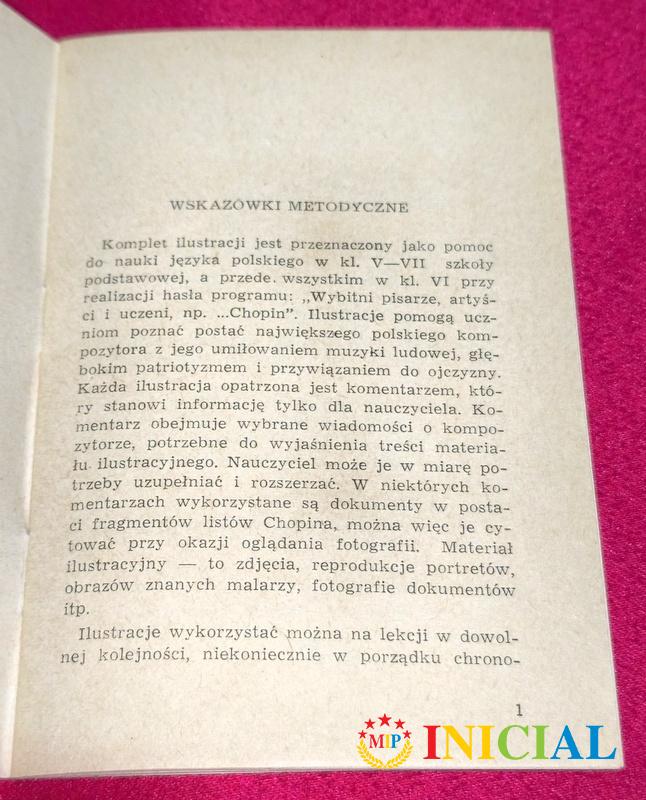 WSKAZÓWKI METODYCZNE
Komplet ilustracji jest przeznaczony jako pomoc
do nauki języka polskiego w kl. V—VII szkoły
podstawowej, a przede. wszystkim w kl. VI przy
realizacji hasła programu: „Wybitni pisarze, artyś-
ci i uczeni, np. ...Chopin”. Ilustracje pomogą ucz-
niom poznać postać największego polskiego kom-
pozytora z jego umiłowaniem muzyki ludowej, głę-
bokim patriotyzmem i przywiązaniem do ojczyzny.
Każda ilustracja opatrzona jest komentarzem, któ-
ry stanowi informację tylko dla nauczyciela. Ko-
mentarz obejmuje wybrane wiadomości o kompo-
zytorze, potrzebne do wyjaśnienia treści materia-
łu ilustracyjnego. Nauczyciel może je w miarę po-
trzeby uzupełniać i rozszerzać. W niektórych ko-
mentarzach wykorzystane są dokumenty w posta-
ci fragmentów listów Chopina, można więc je cy-
tować przy okazji oglądania fotografii. Materiał
ilustracyjny — to zdjęcia, reprodukcje portretów,
obrazów znanych malarzy, fotografie dokumentów
itp.
Ilustracje wykorzystać można na lekcji w dowol-
nej kolejności, niekoniecznie w porządku chrono-
1
MIP INICIAL